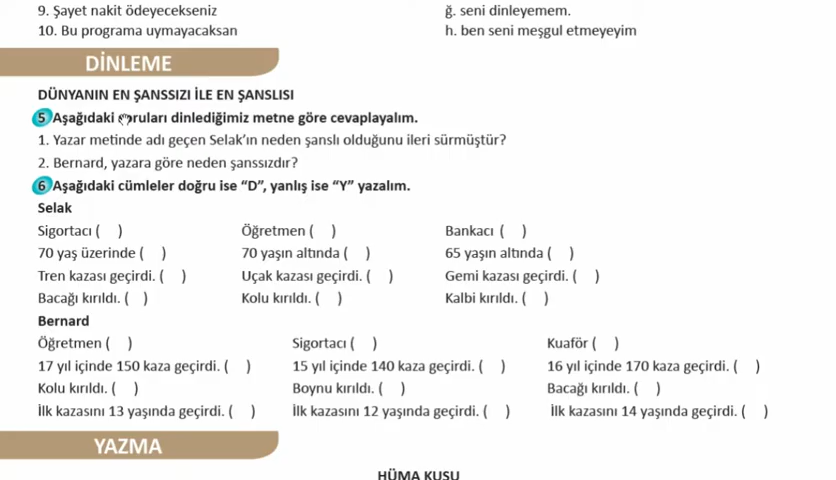 9. Şayet nakit ödeyecekseniz
ğ. seni dinleyemem.
10. Bu programa uymayacaksan
h. ben seni meşgul etmeyeyim
DİNLEME
DÜNYANIN EN ŞANSSIZI İLE EN ŞANSLISI
5 Aşağıdaki soruları dinlediğimiz metne göre cevaplayalım.
1. Yazar metinde adı geçen Selak’ın neden şanslı olduğunu ileri sürmüştür?
2. Bernard, yazara göre neden şanssızdır?
6 Aşağıdaki cümleler doğru ise “D”, yanlış ise “Y” yazalım.
Selak
Sigortacı ( ) Öğretmen ( ) Bankacı ( )
70 yaş üzerinde ( ) 70 yaşın altında ( ) 65 yaşın altında ( )
Tren kazası geçirdi. ( ) Uçak kazası geçirdi. ( ) Gemi kazası geçirdi. ( )
Bacağı kırıldı. ( ) Kolu kırıldı. ( ) Kalbi kırıldı. ( )
Bernard
Öğretmen ( ) Sigortacı ( ) Kuaför ( )
17 yıl içinde 150 kaza geçirdi. ( ) 15 yıl içinde 140 kaza geçirdi. ( ) 16 yıl içinde 170 kaza geçirdi. ( )
Kolu kırıldı. ( ) Boynu kırıldı. ( ) Bacağı kırıldı. ( )
İlk kazasını 13 yaşında geçirdi. ( ) İlk kazasını 12 yaşında geçirdi. ( ) İlk kazasını 14 yaşında geçirdi. ( )
YAZMA
HÜMA KUŞU